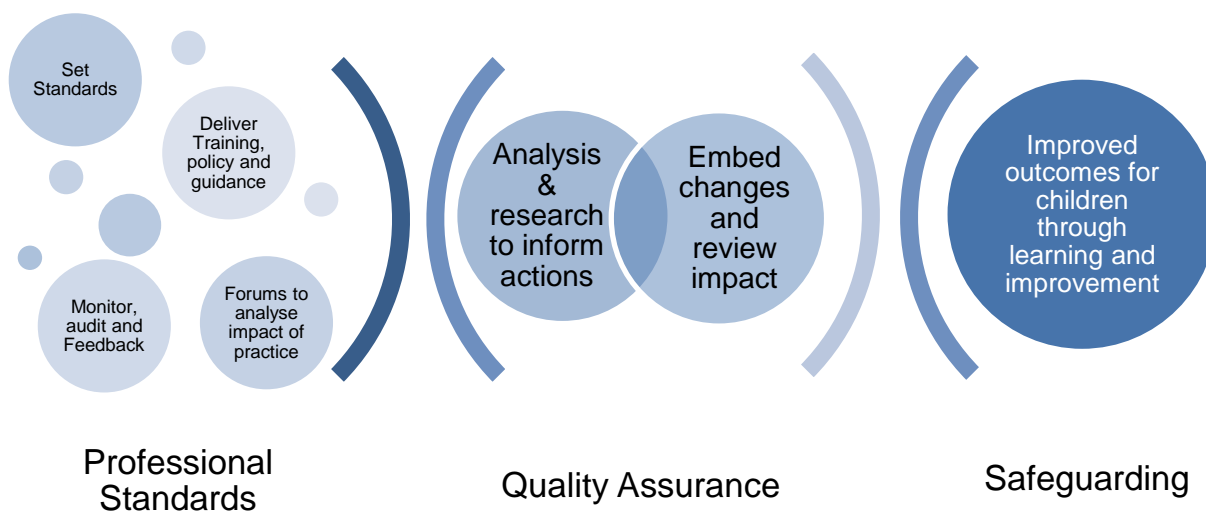 Set
Standards
Deliver
Training,
policy and
guidance
Monitor,
audit and
Feedback
Forums to
analyse
impact of
practice
Professional
Standards
Analysis
&
research
to inform
actions
Embed
changes
and
review
impact
Quality Assurance
Improved
outcomes for
children
through
learning and
improvement
Safeguarding